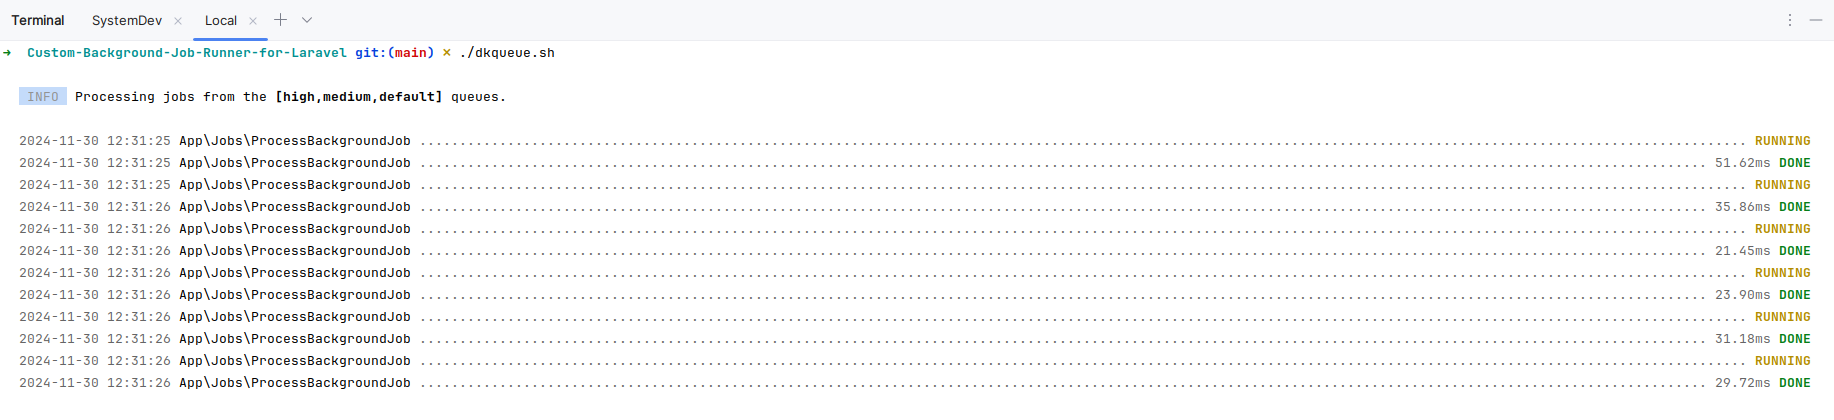 Terminal SystemDev × Local ×
➜ Custom-Background-Job-Runner-for-Laravel git:(main) × ./dkqueue.sh
INFO Processing jobs from the [high,medium,default] queues.
2024-11-30 12:31:25 App\Jobs\ProcessBackgroundJob ........................................ RUNNING
2024-11-30 12:31:25 App\Jobs\ProcessBackgroundJob ........................................ 51.62ms DONE
2024-11-30 12:31:25 App\Jobs\ProcessBackgroundJob ........................................ RUNNING
2024-11-30 12:31:26 App\Jobs\ProcessBackgroundJob ........................................ 35.86ms DONE
2024-11-30 12:31:26 App\Jobs\ProcessBackgroundJob ........................................ RUNNING
2024-11-30 12:31:26 App\Jobs\ProcessBackgroundJob ........................................ 21.45ms DONE
2024-11-30 12:31:26 App\Jobs\ProcessBackgroundJob ........................................ RUNNING
2024-11-30 12:31:26 App\Jobs\ProcessBackgroundJob ........................................ 23.90ms DONE
2024-11-30 12:31:26 App\Jobs\ProcessBackgroundJob ........................................ RUNNING
2024-11-30 12:31:26 App\Jobs\ProcessBackgroundJob ........................................ 31.18ms DONE
2024-11-30 12:31:26 App\Jobs\ProcessBackgroundJob ........................................ RUNNING
2024-11-30 12:31:26 App\Jobs\ProcessBackgroundJob ........................................ 29.72ms DONE